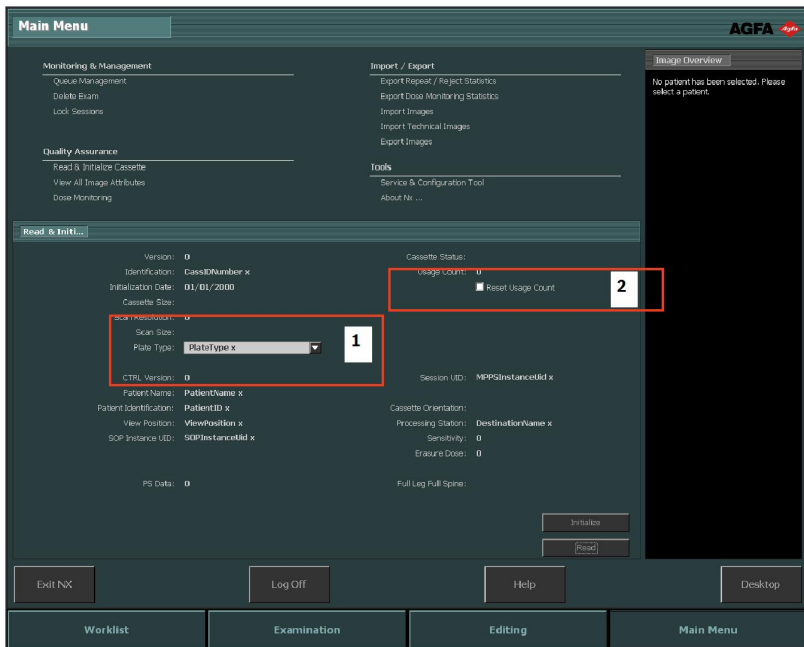 Main Menu
AGFA Agfa
Monitoring & Management
Queue Management
Delete Exam
Lock Sessions
Quality Assurance
Read & Initialize Cassette
View All Image Attributes
Dose Monitoring
Import / Export
Export Repeat / Reject Statistics
Export Dose Monitoring Statistics
Import Images
Import Technical Images
Export Images
Tools
Service & Configuration Tool
About Nx ...
Image Overview
No patient has been selected. Please
select a patient.
Read & Initi...
Version: 0
Identification: CassIDNumber x
Initialization Date: 01/01/2000
Cassette Size:
Scan Resolution: 0
Scan Size:
Plate Type: PlateType x
1
CTRL Version: 0
Patient Name: PatientName x
Patient Identification: PatientID x
View Position: ViewPosition x
SOP Instance UID: SOPInstanceUid x
PS Data: 0
Cassette Status:
Usage Count: 0
Reset Usage Count
2
Session UID: MPPSInstanceUid x
Cassette Orientation:
Processing Station: DestinationName x
Sensitivity: 0
Erasure Dose: 0
Full Leg Full Spine:
Initialize
Read
Exit NX
Log Off
Help
Desktop
Worklist
Examination
Editing
Main Menu